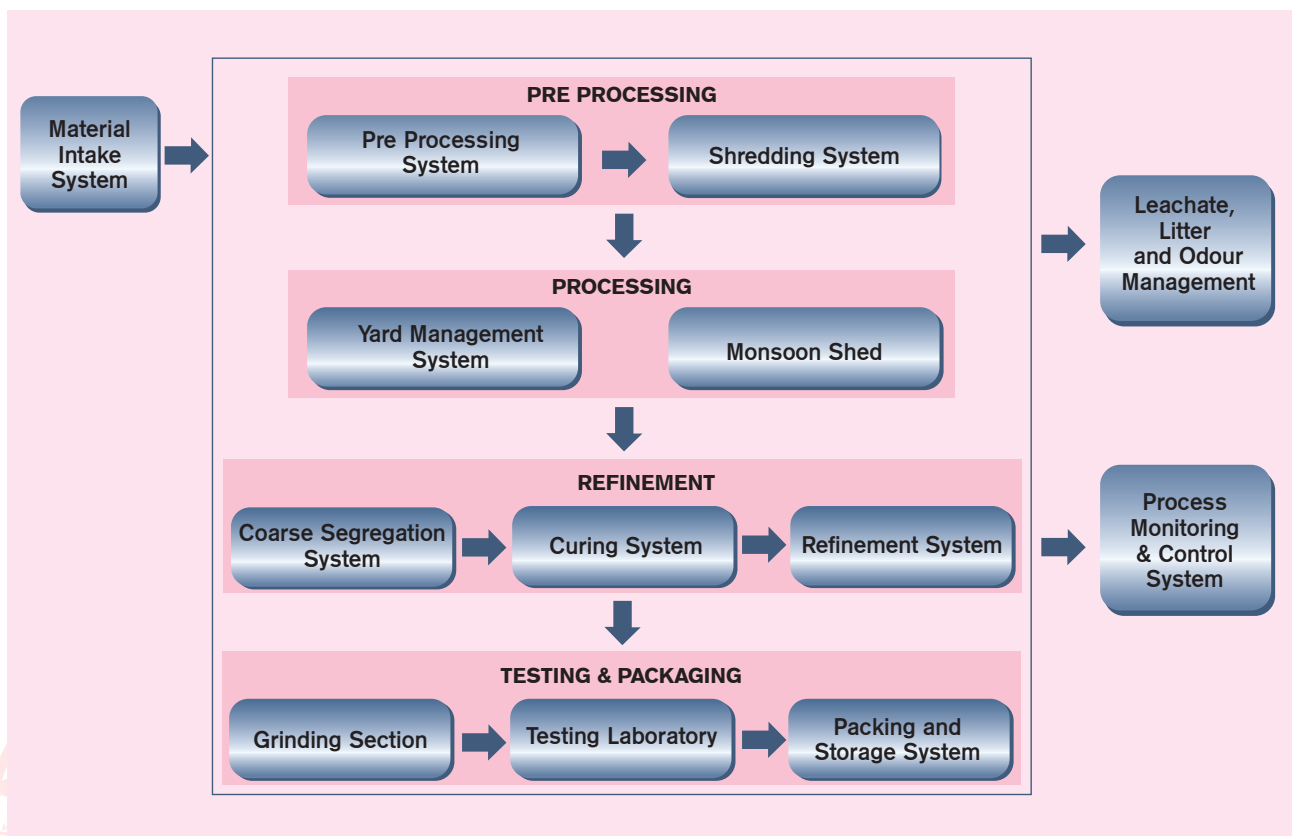 Material
Intake
System
PRE PROCESSING
Pre Processing
System
Shredding System
PROCESSING
Yard Management
System
Monsoon Shed
REFINEMENT
Coarse Segregation
System
Curing System
Refinement System
TESTING & PACKAGING
Grinding Section
Testing Laboratory
Packing and
Storage System
Leachate,
Litter
and Odour
Management
Process
Monitoring
& Control
System